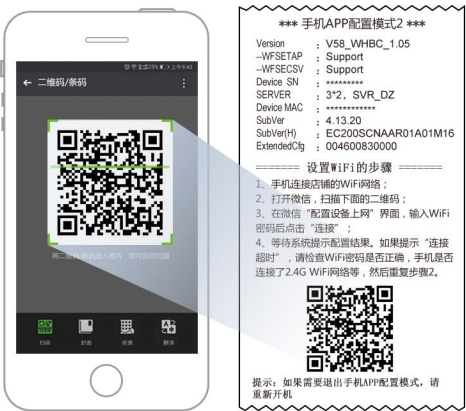 25% 上午9:43
← 二维码/条码
将二维码/条码放入框内，即可自动扫描
扫码
封面
街景
翻译
*** 手机APP配置模式2 ***
Version : V58_WHBC_1.05
--WFSETAP : Support
--WFSECSV : Support
Device SN : *********
SERVER : 3*2, SVR_DZ
Device MAC : ************
SubVer : 4.13.20
SubVer(H) : EC200SCNAAR01A01M16
ExtendedCfg : 004600830000
======= 设置WiFi的步骤 =======
1、手机连接店铺的WiFi网络；
2、打开微信，扫描下面的二维码；
3、在微信“配置设备上网”界面，输入WiFi
密码后点击“连接”；
4、等待系统提示配置结果。如果提示“连接
超时”，请检查WiFi密码是否正确，手机是否
连接了2.4G WiFi网络等，然后重复步骤2。
提示：如果需要退出手机APP配置模式，请
重新开机